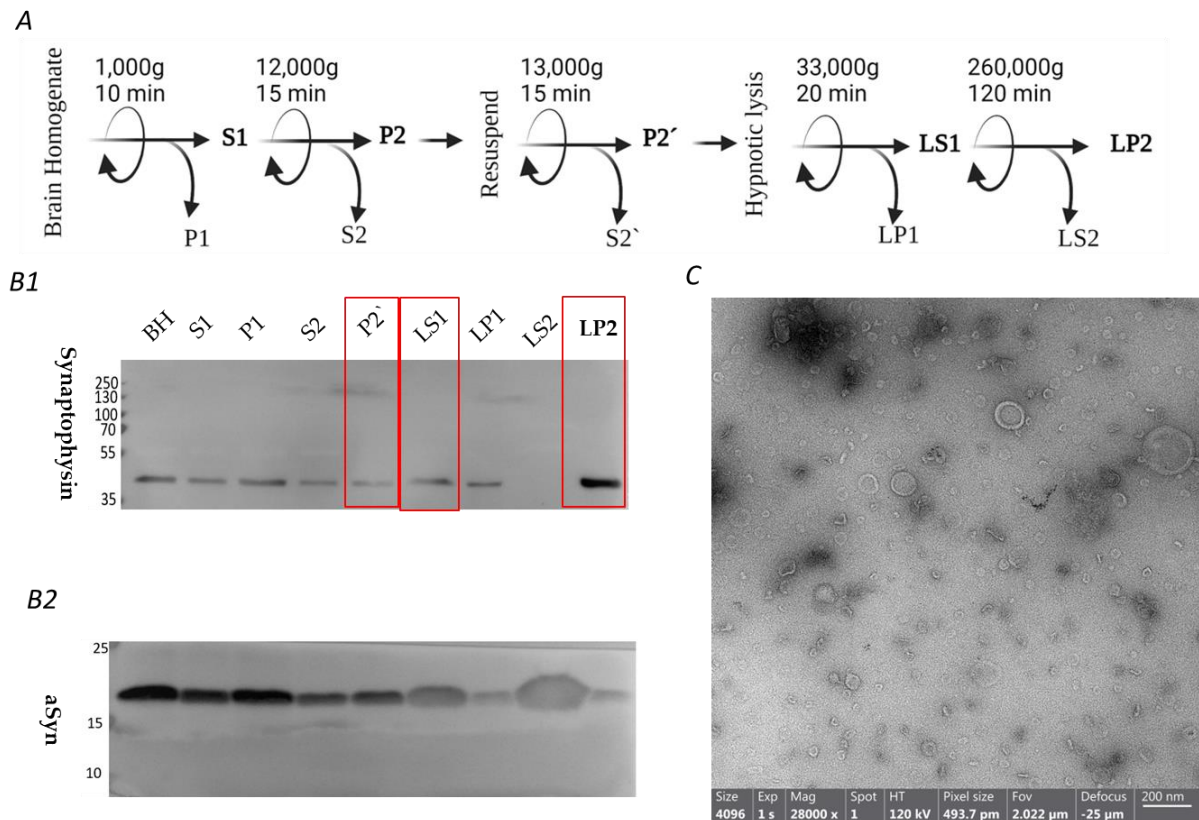 A
Brain Homogenate
1,000g
10 min
S1
P1
12,000g
15 min
P2
S2
Resuspend
13,000g
15 min
P2´
S2`
Hypnotic lysis
33,000g
20 min
LS1
LP1
260,000g
120 min
LP2
LS2
B1
BH S1 P1 S2 P2` LS1 LP1 LS2 LP2
Synaptophysin
250
130
100
70
55
35
B2
aSyn
25
15
10
C
Size Exp Mag Spot HT Pixel size Fov Defocus 200 nm
4096 1 s 28000 x 1 120 kV 493.7 pm 2.022 µm -25 µm